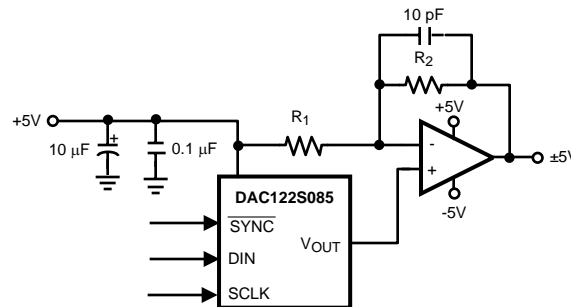 10 pF
R2
+5V
R1
+5V
10 μF
+
0.1 μF
-
+
±5V
-5V
DAC122S085
SYNC
VOUT
DIN
SCLK